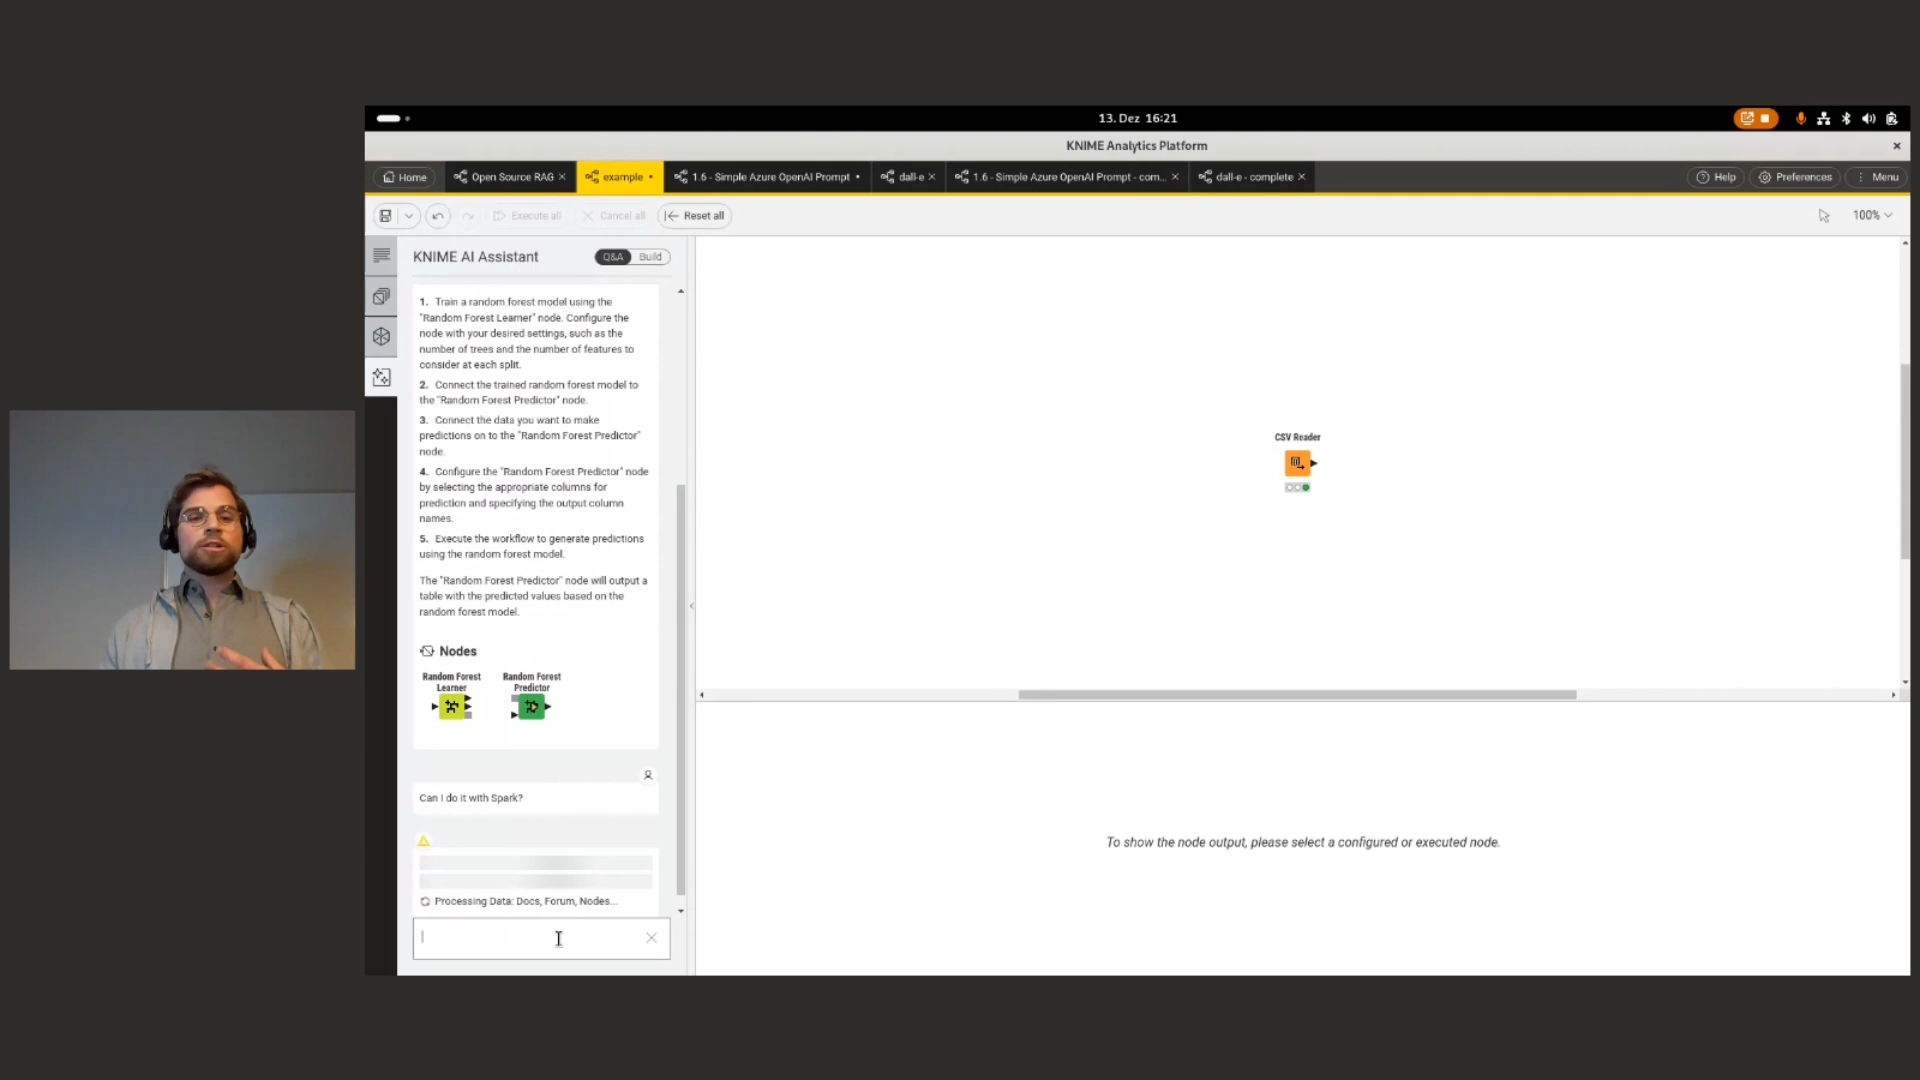 13. Dez 16:21
KNIME Analytics Platform
Home
Open Source RAG
example
1.6 - Simple Azure OpenAI Prompt
dall-e
1.6 - Simple Azure OpenAI Prompt - com...
dall-e - complete
Help
Preferences
Menu
Execute all
Cancel all
Reset all
100%
KNIME AI Assistant
Q&A
Build
1. Train a random forest model using the
"Random Forest Learner" node. Configure the
node with your desired settings, such as the
number of trees and the number of features to
consider at each split.
2. Connect the trained random forest model to
the "Random Forest Predictor" node.
3. Connect the data you want to make
predictions on to the "Random Forest Predictor"
node.
4. Configure the "Random Forest Predictor" node
by selecting the appropriate columns for
prediction and specifying the output column
names.
5. Execute the workflow to generate predictions
using the random forest model.
The "Random Forest Predictor" node will output a
table with the predicted values based on the
random forest model.
Nodes
Random Forest
Learner
Random Forest
Predictor
Can I do it with Spark?
Processing Data: Docs, Forum, Nodes...
CSV Reader
To show the node output, please select a configured or executed node.